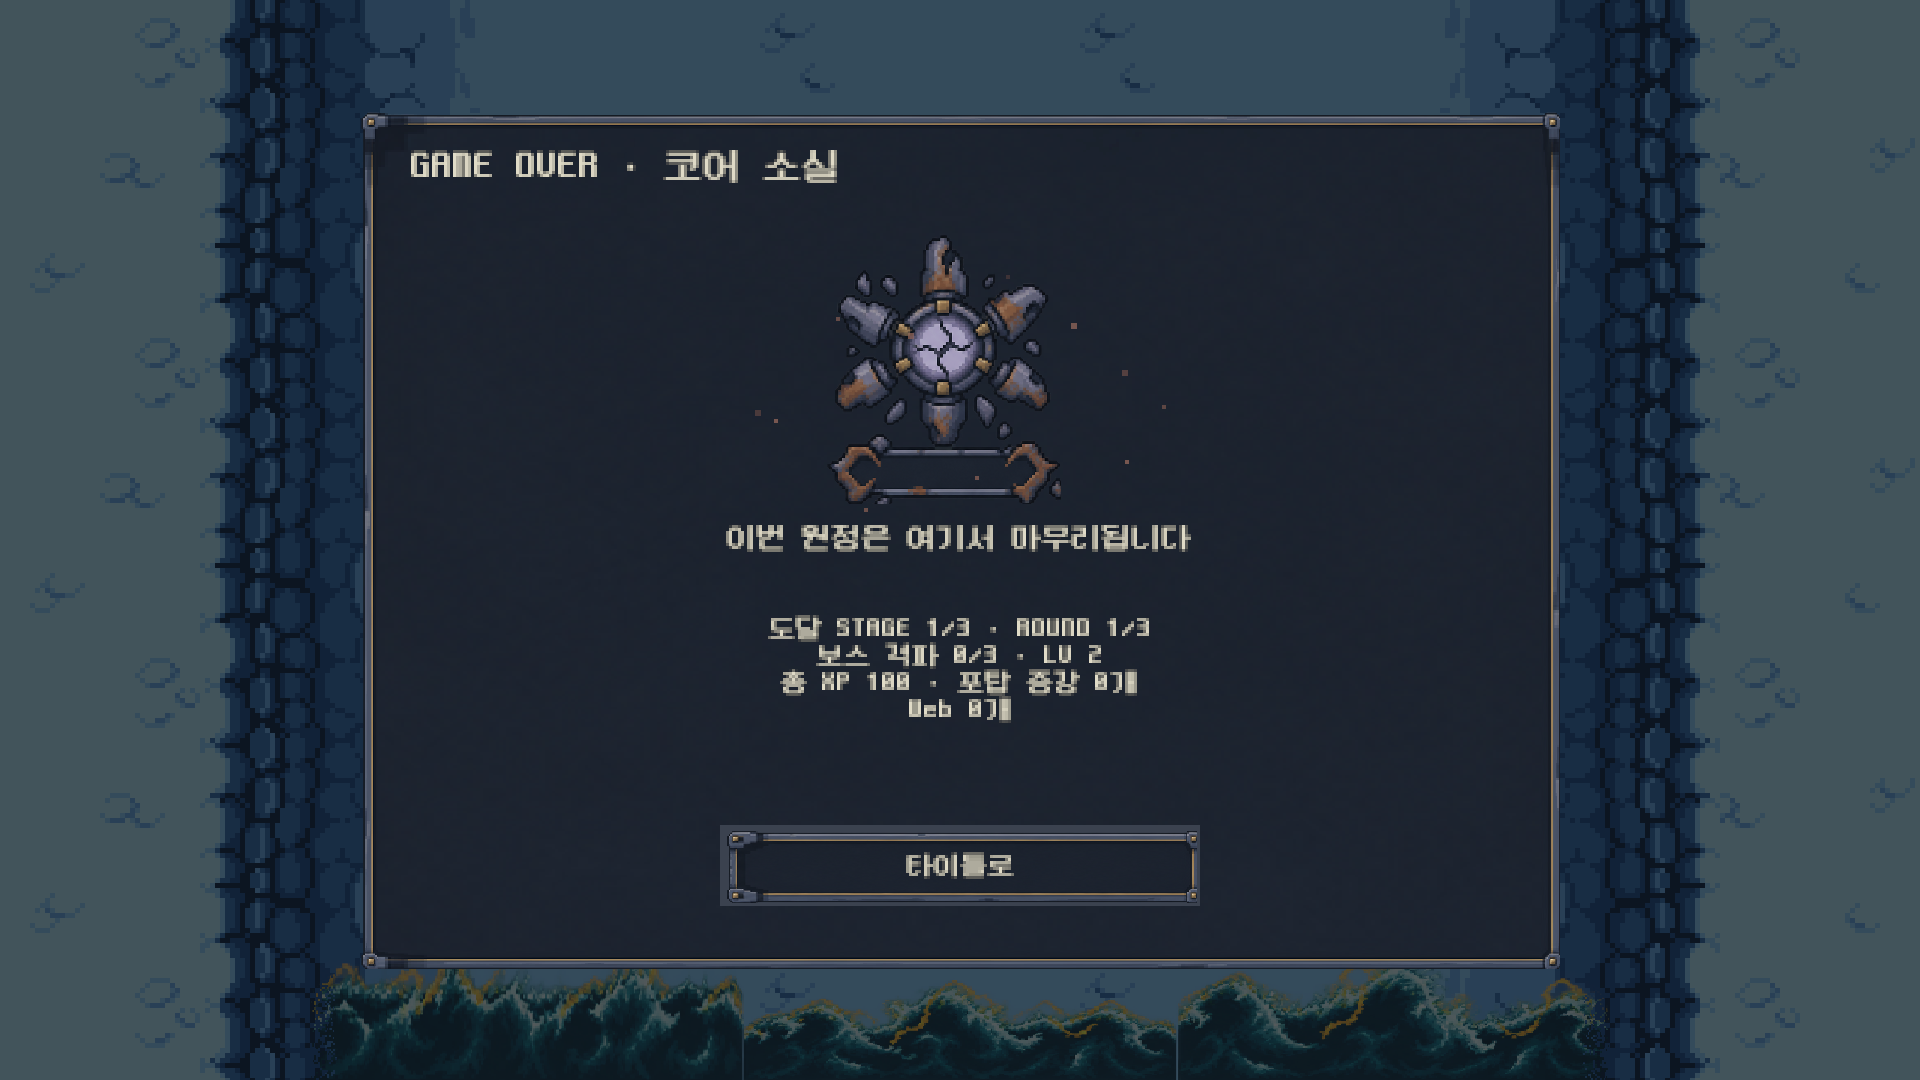 GAME OVER · 코어 소실
이번 원정은 여기서 마무리됩니다
도달 STAGE 1/3 · ROUND 1/3
보스 격파 0/3 · LV 2
총 XP 100 · 포탑 증강 0개
Web 0개
타이틀로